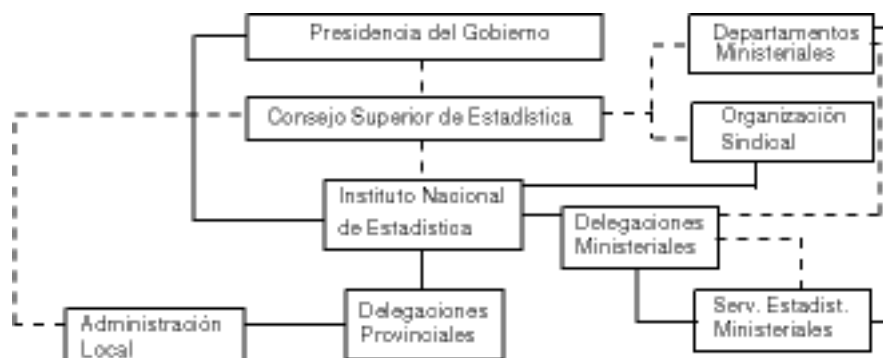 Presidencia del Gobierno
Departamentos
Ministeriales
Consejo Superior de Estadística
Organización
Sindical
Instituto Nacional
de Estadística
Delegaciones
Ministeriales
Delegaciones
Provinciales
Serv. Estadist.
Ministeriales
Administración
Local